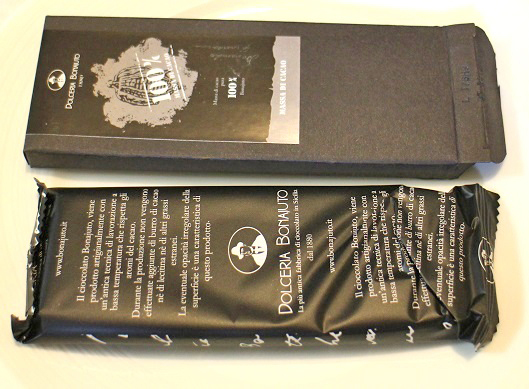 DOLCERIA BONAJUTO
100%
MASSA DI CACAO
100%
MASSA DI CACAO
www.bonajuto.it
Il cioccolato Bonajuto, viene
prodotto artigianalmente con
un'antica tecnica di lavorazione a
bassa temperatura che rispetta gli
aromi del cacao.
Durante la produzione non vengono
effettuate aggiunte di burro di cacao
né di lecitina né di altri grassi
estranei.
La eventuale opacità irregolare della
superficie è una caratteristica di
questo prodotto.
DOLCERIA BONAJUTO
La più antica fabbrica di cioccolato in Sicilia
dal 1880
www.bonajuto.it
Il cioccolato Bonajuto, viene
prodotto artigianalmente con
un'antica tecnica di lavorazione a
bassa temperatura che gli
aromi del
Durante la produzione non vengono
effettuate di burro di cacao
né di lecitina né di altri grassi
estranei.
eventuale opacità irregolare del
superficie è una caratteristica di
questo prodotto.